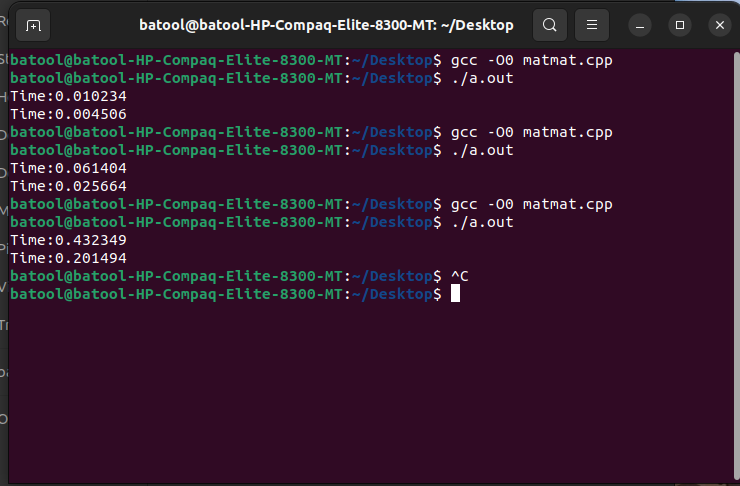 batool@batool-HP-Compaq-Elite-8300-MT: ~/Desktop
batool@batool-HP-Compaq-Elite-8300-MT:~/Desktop$ gcc -O0 matmat.cpp
batool@batool-HP-Compaq-Elite-8300-MT:~/Desktop$ ./a.out
Time:0.010234
Time:0.004506
batool@batool-HP-Compaq-Elite-8300-MT:~/Desktop$ gcc -O0 matmat.cpp
batool@batool-HP-Compaq-Elite-8300-MT:~/Desktop$ ./a.out
Time:0.061404
Time:0.025664
batool@batool-HP-Compaq-Elite-8300-MT:~/Desktop$ gcc -O0 matmat.cpp
batool@batool-HP-Compaq-Elite-8300-MT:~/Desktop$ ./a.out
Time:0.432349
Time:0.201494
batool@batool-HP-Compaq-Elite-8300-MT:~/Desktop$ ^C
batool@batool-HP-Compaq-Elite-8300-MT:~/Desktop$